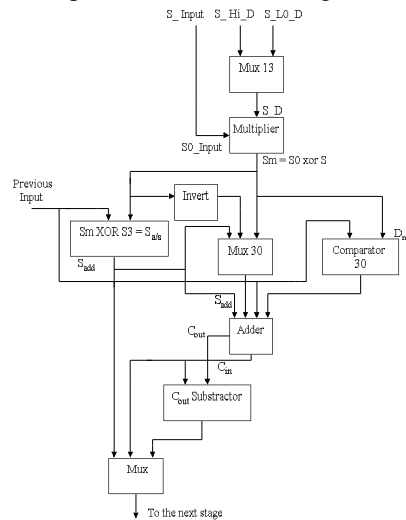 S_Input S_Hi_D S_L0_D
Mux 13
S_D
Multiplier
S0_Input
Sm = S0 xor S
Previous
Input
Invert
Sm XOR S3 = Sa/s
Mux 30
Comparator
30
Dn
Sadd
Sadd
Adder
Cout
Cin
Cout Substractor
Mux
To the next stage